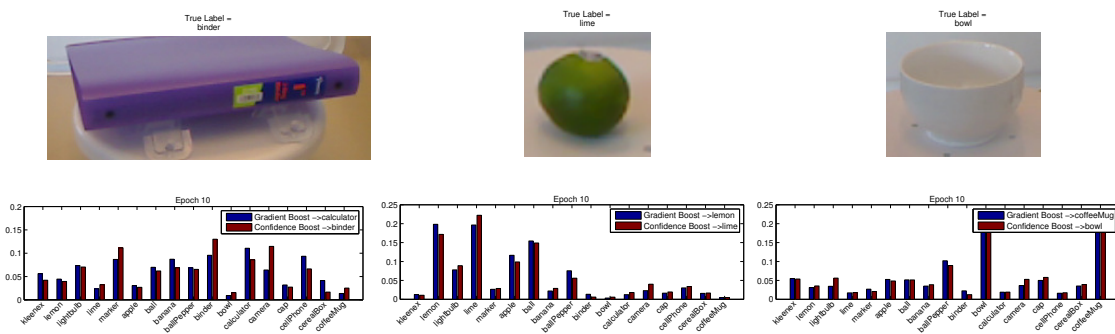 True Label =
binder
True Label =
lime
True Label =
bowl
Epoch 10
0.2
0.15
0.1
0.05
0
Gradient Boost –>calculator
Confidence Boost –>binder
kleenex
lemon
lightbulb
lime
marker
apple
ball
banana
bellPepper
binder
bowl
calculator
camera
cap
cellPhone
cerealBox
coffeeMug
Epoch 10
0.25
0.2
0.15
0.1
0.05
0
Gradient Boost –>lemon
Confidence Boost –>lime
kleenex
lemon
lightbulb
lime
marker
apple
ball
banana
bellPepper
binder
bowl
calculator
camera
cap
cellPhone
cerealBox
coffeeMug
Epoch 10
0.25
0.2
0.15
0.1
0.05
0
Gradient Boost –>coffeeMug
Confidence Boost –>bowl
kleenex
lemon
lightbulb
lime
marker
apple
ball
banana
bellPepper
binder
bowl
calculator
camera
cap
cellPhone
cerealBox
coffeeMug